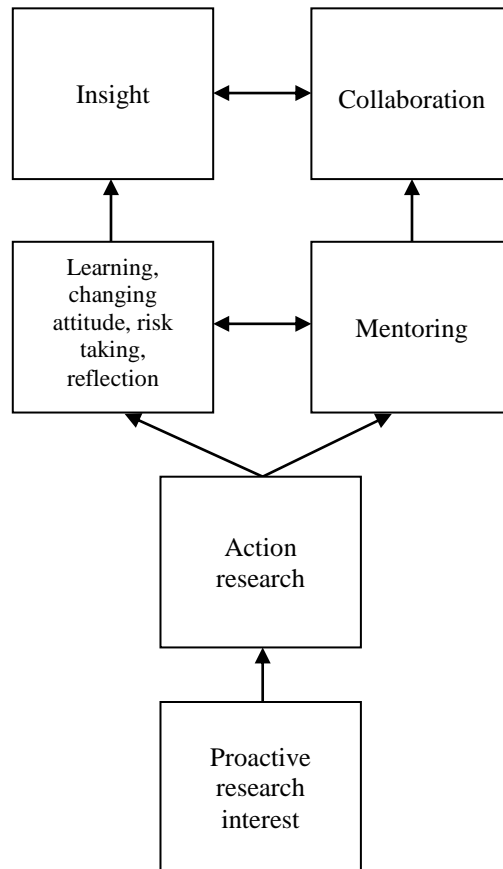 Insight
Collaboration
Learning,
changing
attitude, risk
taking,
reflection
Mentoring
Action
research
Proactive
research
interest